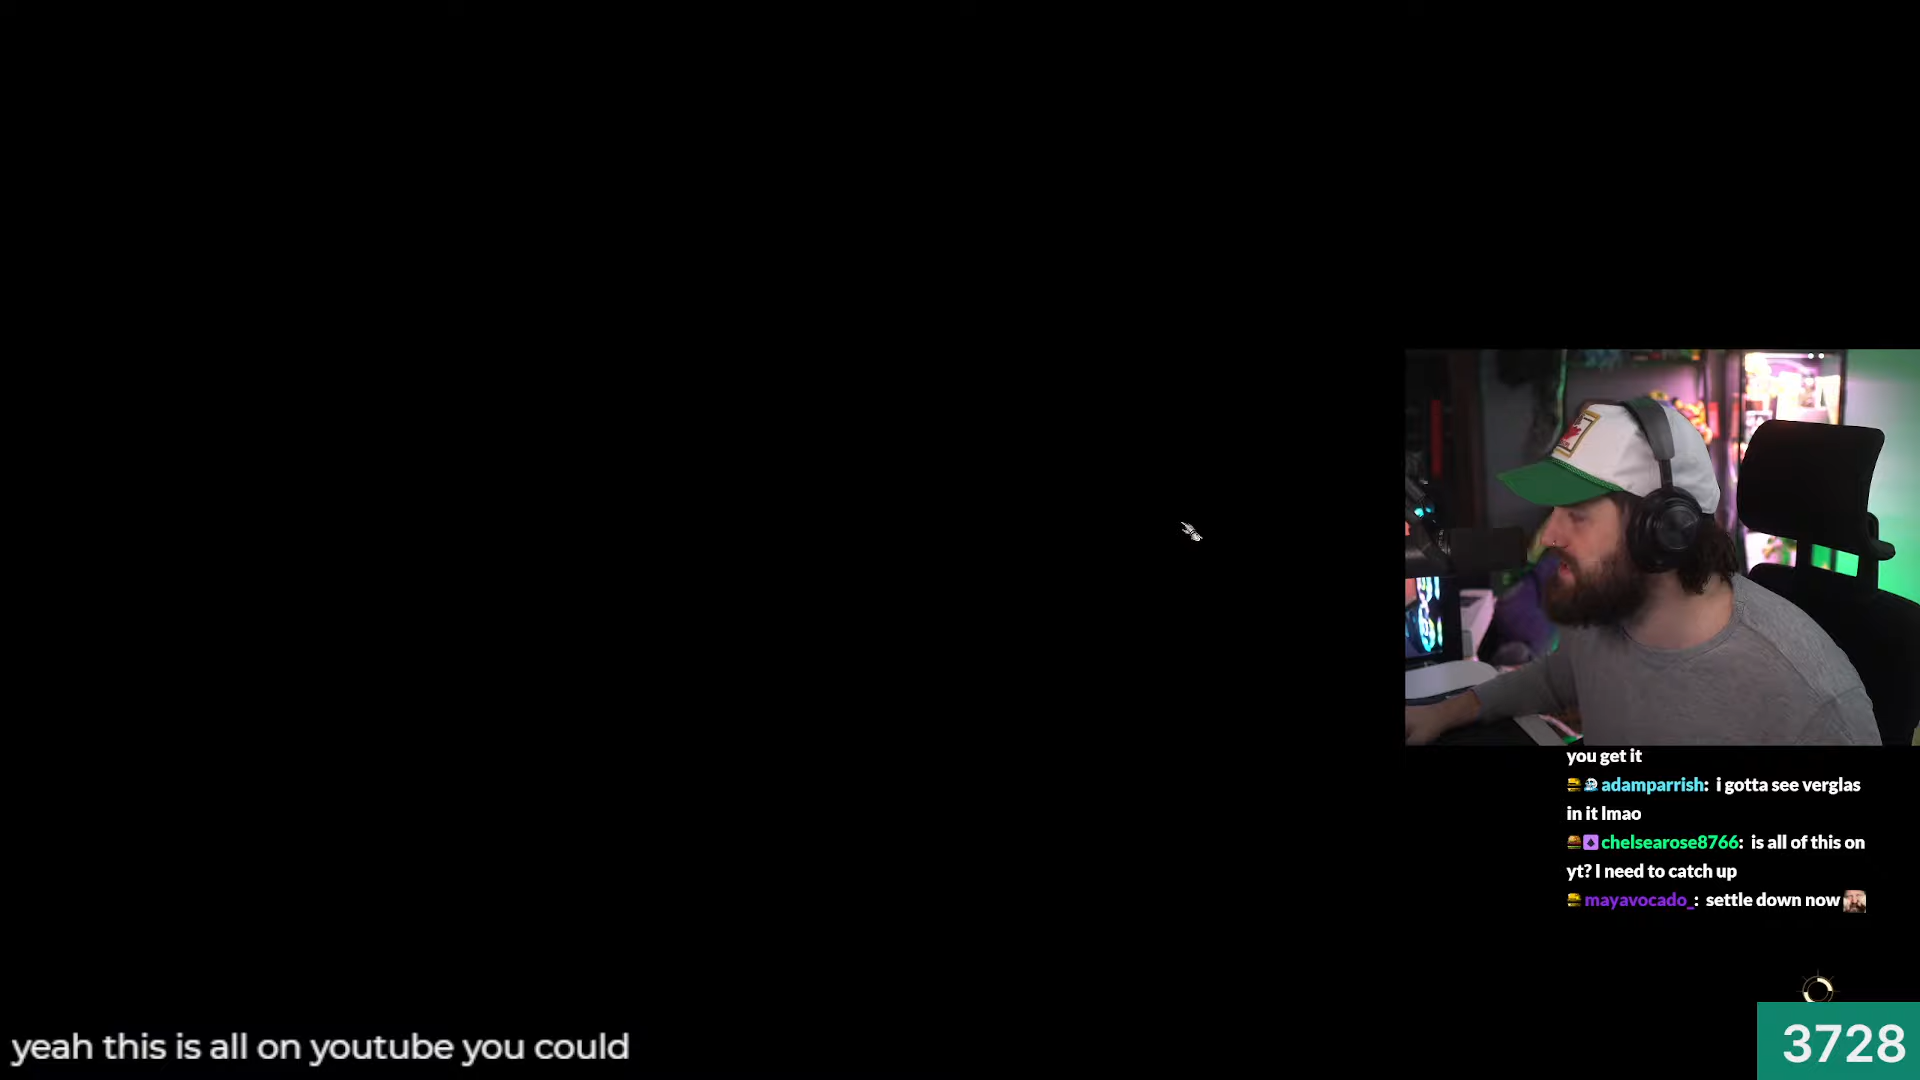 you get it
adamparrish: i gotta see verglas
in it lmao
chelsearose8766: is all of this on
yt? I need to catch up
mayavocado_: settle down now
yeah this is all on youtube you could
3728